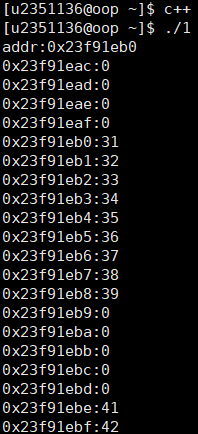 [u2351136@oop ~]$ c++
[u2351136@oop ~]$ ./1
addr:0x23f91eb0
0x23f91eac:0
0x23f91ead:0
0x23f91eae:0
0x23f91eaf:0
0x23f91eb0:31
0x23f91eb1:32
0x23f91eb2:33
0x23f91eb3:34
0x23f91eb4:35
0x23f91eb5:36
0x23f91eb6:37
0x23f91eb7:38
0x23f91eb8:39
0x23f91eb9:0
0x23f91eba:0
0x23f91ebb:0
0x23f91ebc:0
0x23f91ebd:0
0x23f91ebe:41
0x23f91ebf:42